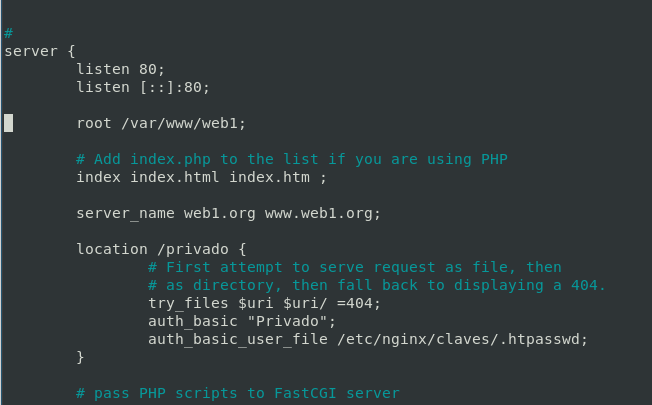 #
server {
listen 80;
listen [::]:80;
root /var/www/web1;
# Add index.php to the list if you are using PHP
index index.html index.htm ;
server_name web1.org www.web1.org;
location /privado {
# First attempt to serve request as file, then
# as directory, then fall back to displaying a 404.
try_files $uri $uri/ =404;
auth_basic "Privado";
auth_basic_user_file /etc/nginx/claves/.htpasswd;
}
# pass PHP scripts to FastCGI server